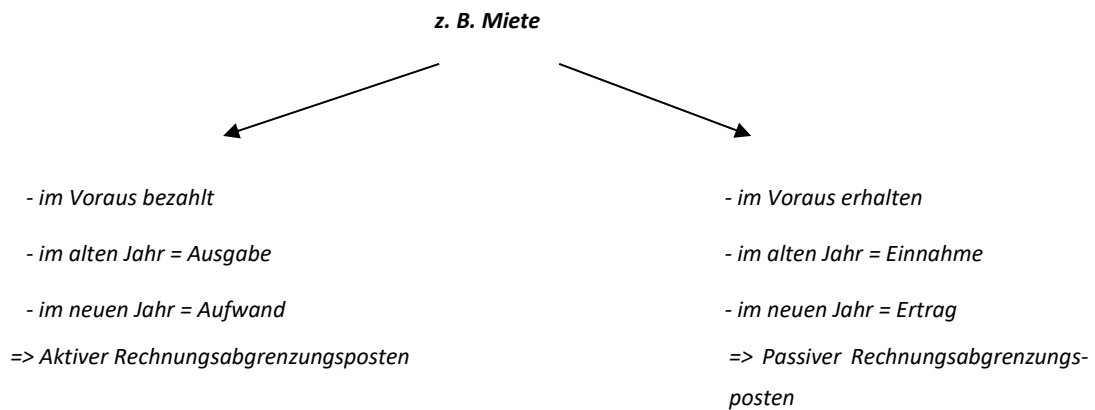 z. B. Miete
- im Voraus bezahlt
- im alten Jahr = Ausgabe
- im neuen Jahr = Aufwand
=> Aktiver Rechnungsabgrenzungsposten
- im Voraus erhalten
- im alten Jahr = Einnahme
- im neuen Jahr = Ertrag
=> Passiver Rechnungsabgrenzungs-
posten